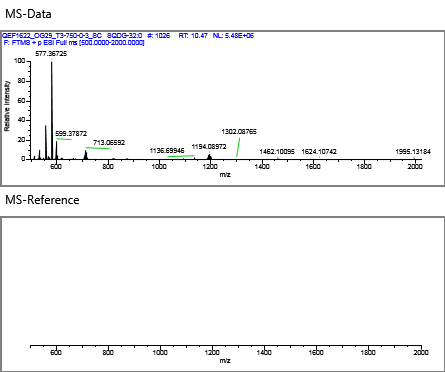 MS-Data
QEF1622_OG29_T3-750-0-3_BC SQDG-32:0 #: 1026 RT: 10.47 NL: 5.48E+06
F: FTMS + p ESI Full ms [500.0000-2000.0000]
577.36725
100
80
60
40
20
0
Relative Intensity
599.37872
713.06592
1136.69946
1194.08972
1302.08765
1462.10095
1624.10742
1995.13184
600 800 1000 1200 1400 1600 1800 2000
m/z
MS-Reference
600 800 1000 1200 1400 1600 1800 2000
m/z